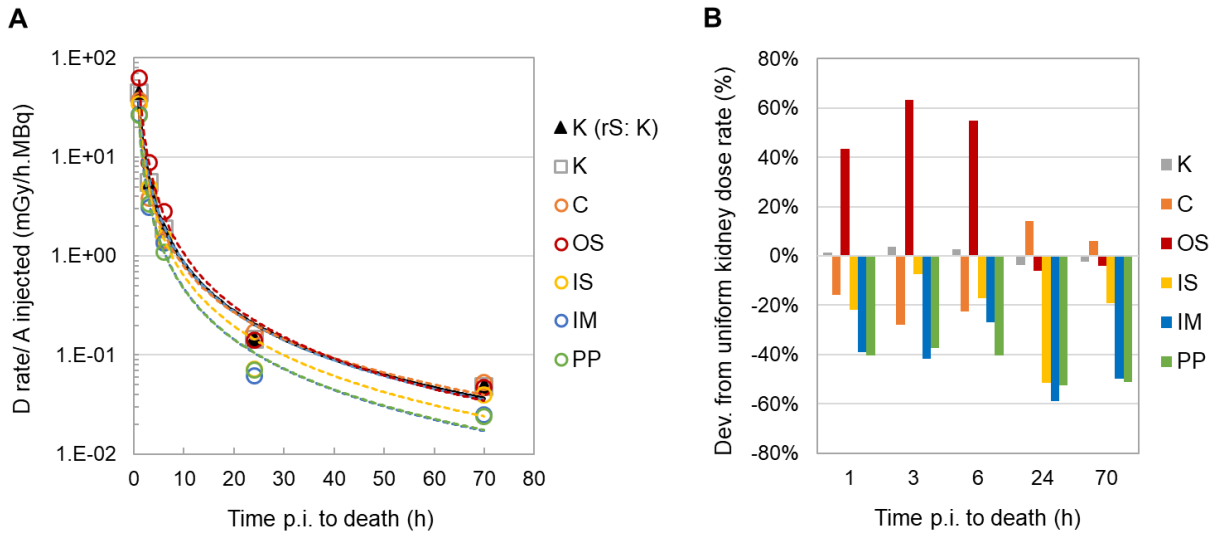 A
D rate/ A injected (mGy/h.MBq)
1.E+02
1.E+01
1.E+00
1.E-01
1.E-02
0 10 20 30 40 50 60 70 80
Time p.i. to death (h)
K (rS: K)
K
C
OS
IS
IM
PP
B
Dev. from uniform kidney dose rate (%)
80%
60%
40%
20%
0%
-20%
-40%
-60%
-80%
1 3 6 24 70
Time p.i. to death (h)
K
C
OS
IS
IM
PP